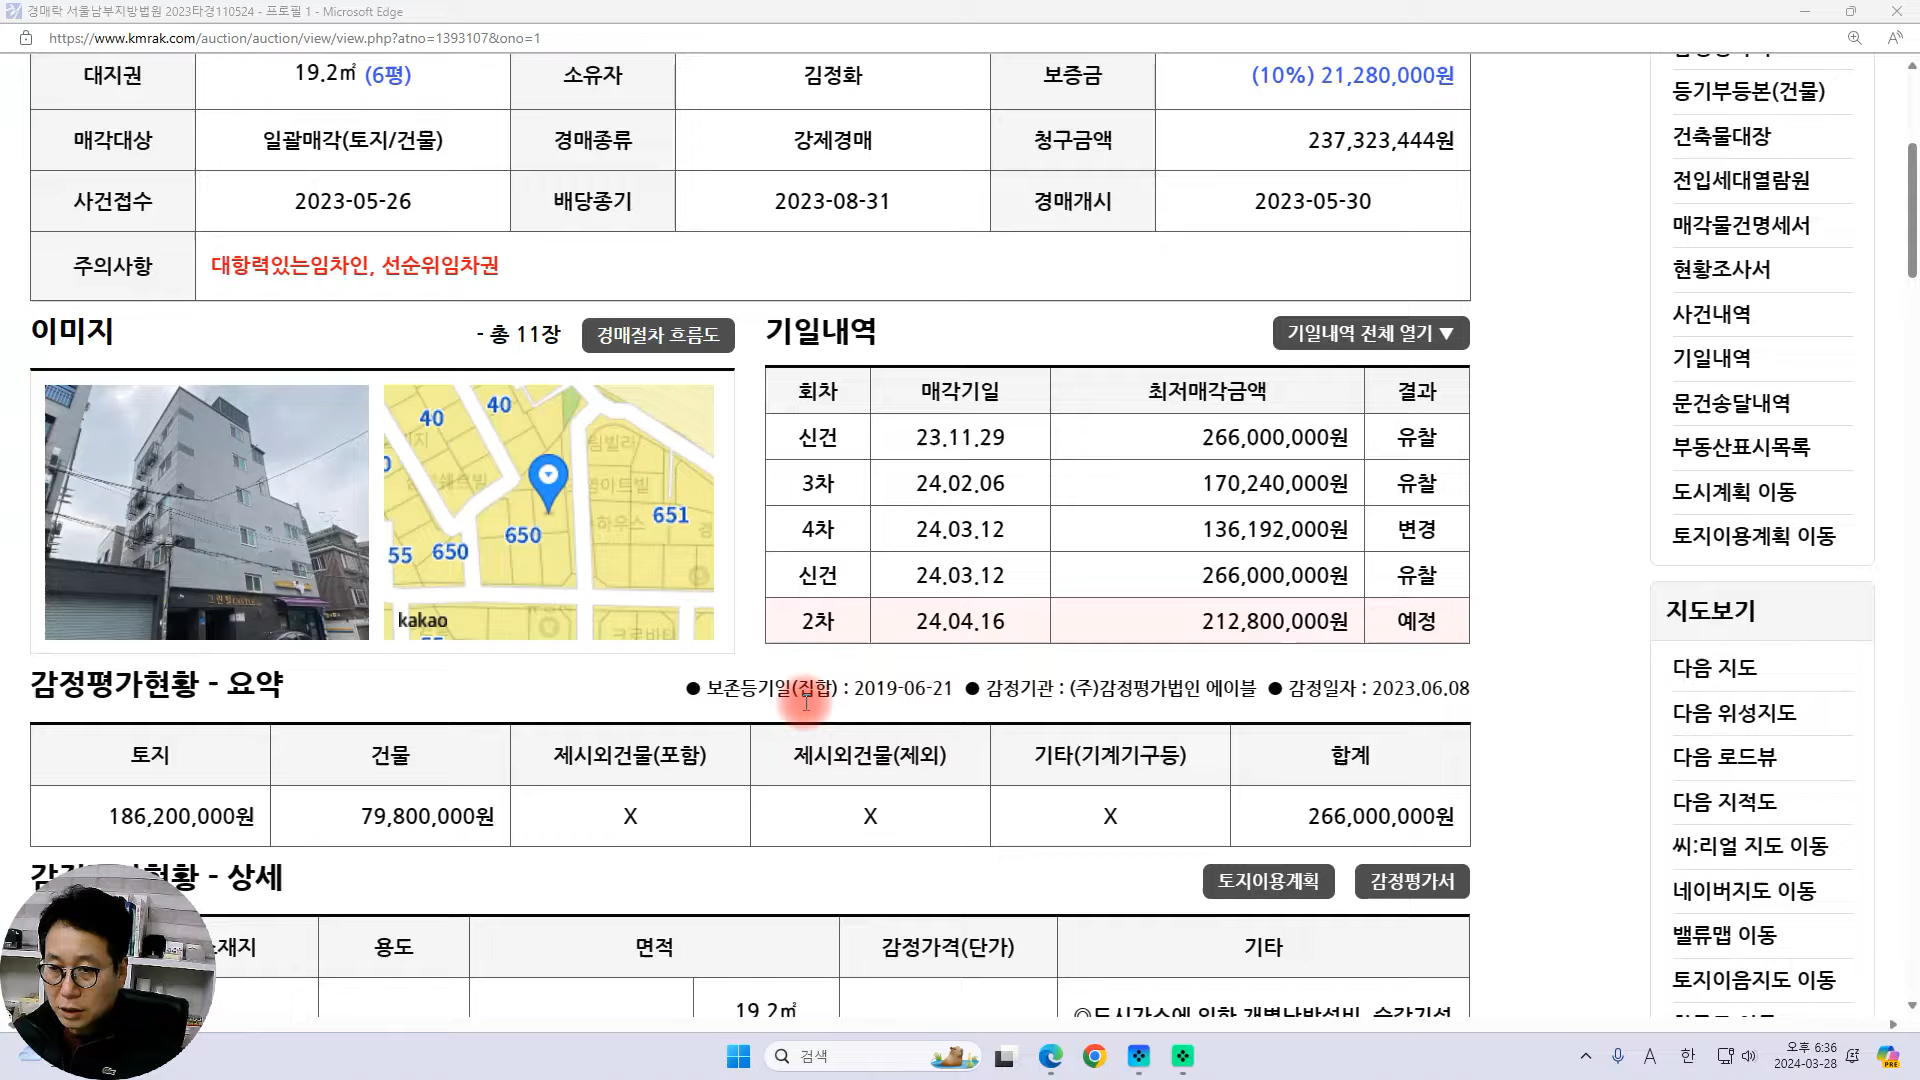 경매락 서울남부지방법원 2023타경110524 - 프로필 1 - Microsoft Edge
https://www.kmrak.com/auction/auction/view/view.php?atno=1393107&ono=1
대지권 19.2㎡ (6평) 소유자 김정화 보증금 (10%) 21,280,000원
매각대상 일괄매각(토지/건물) 경매종류 강제경매 청구금액 237,323,444원
사건접수 2023-05-26 배당종기 2023-08-31 경매개시 2023-05-30
주의사항 대항력있는임차인, 선순위임차권
이미지 - 총 11장 경매절차 흐름도
40 40
650
651
55 650
kakao
기일내역 기일내역 전체 열기 ▼
회차 매각기일 최저매각금액 결과
신건 23.11.29 266,000,000원 유찰
3차 24.02.06 170,240,000원 유찰
4차 24.03.12 136,192,000원 변경
신건 24.03.12 266,000,000원 유찰
2차 24.04.16 212,800,000원 예정
감정평가현황 - 요약 ● 보존등기일(집합) : 2019-06-21 ● 감정기관 : (주)감정평가법인 에이블 ● 감정일자 : 2023.06.08
토지 건물 제시외건물(포함) 제시외건물(제외) 기타(기계기구등) 합계
186,200,000원 79,800,000원 X X X 266,000,000원
현황 - 상세 토지이용계획 감정평가서
재지 용도 면적 감정가격(단가) 기타
19.2㎡ ◎도시가스에 의한 개별난방설비, 승강기설
등기부등본(건물)
건축물대장
전입세대열람원
매각물건명세서
현황조사서
사건내역
기일내역
문건송달내역
부동산표시목록
도시계획 이동
토지이용계획 이동
지도보기
다음 지도
다음 위성지도
다음 로드뷰
다음 지적도
씨:리얼 지도 이동
네이버지도 이동
밸류맵 이동
토지이음지도 이동
검색
A 한 오후 6:36
2024-03-28